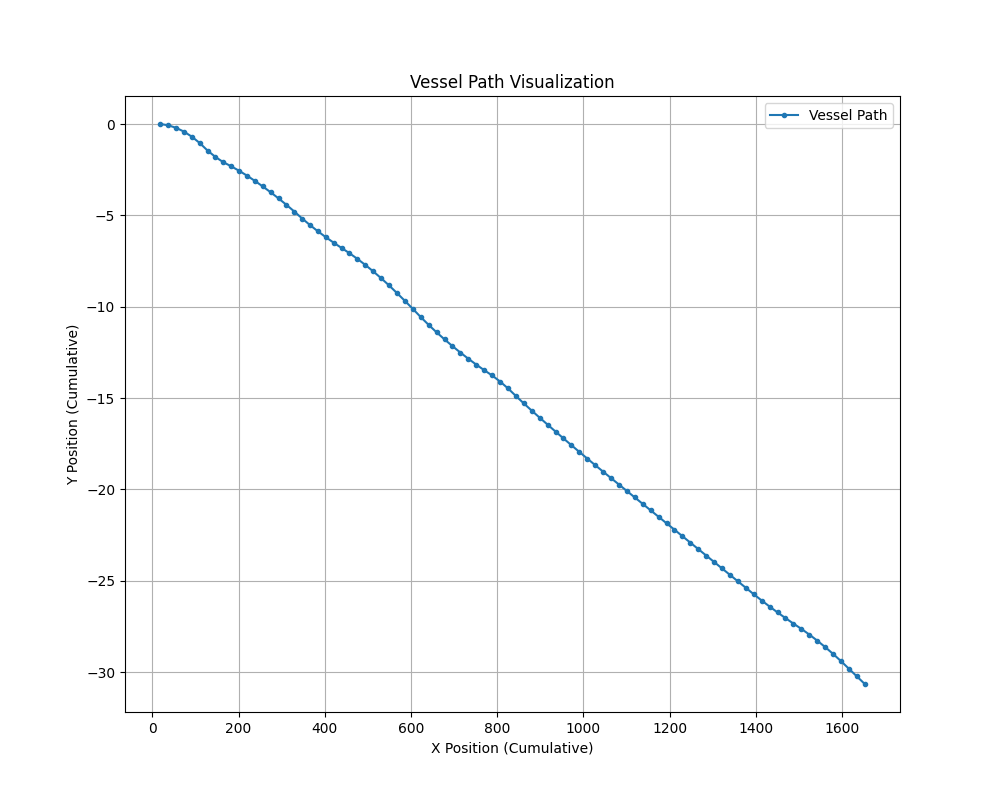 Vessel Path Visualization
Vessel Path
0
−5
−10
−15
−20
−25
−30
Y Position (Cumulative)
0 200 400 600 800 1000 1200 1400 1600
X Position (Cumulative)